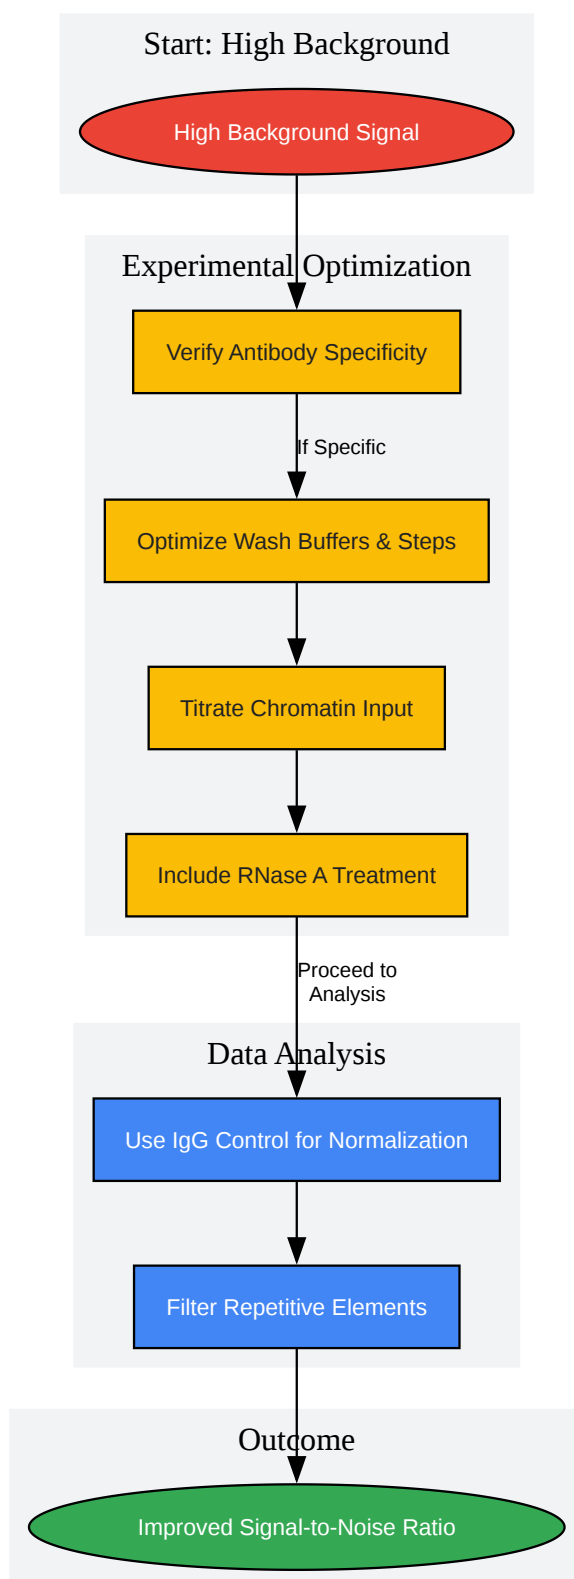 Start: High Background
High Background Signal
Experimental Optimization
Verify Antibody Specificity
If Specific
Optimize Wash Buffers & Steps
Titrate Chromatin Input
Include RNase A Treatment
Proceed to
Analysis
Data Analysis
Use IgG Control for Normalization
Filter Repetitive Elements
Outcome
Improved Signal-to-Noise Ratio